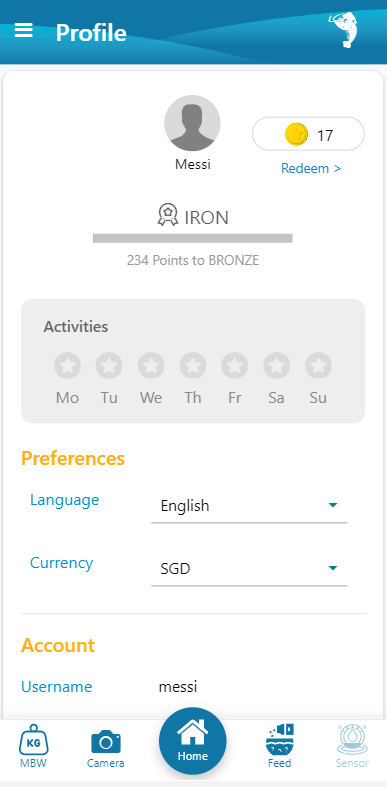 Profile
17
Messi
Redeem >
IRON
234 Points to BRONZE
Activities
Mo Tu We Th Fr Sa Su
Preferences
Language English
Currency SGD
Account
Username messi
KG
MBW Camera Home Feed Sensor